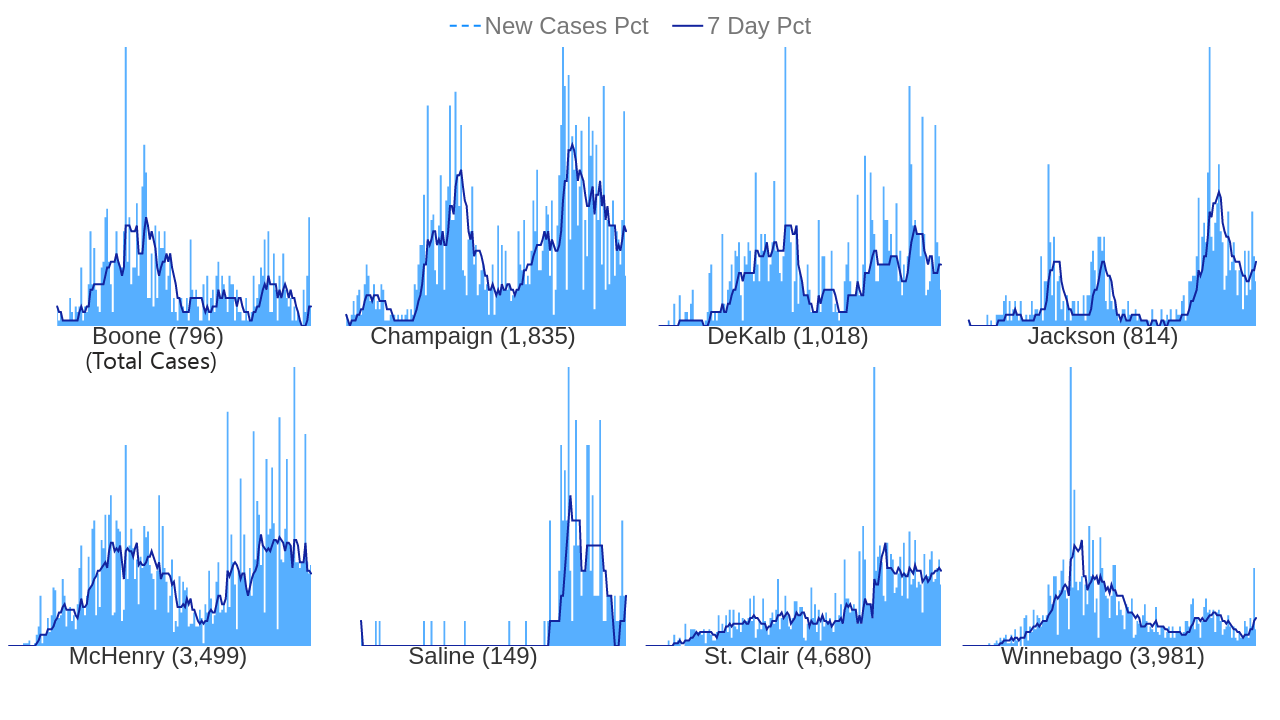 New Cases Pct 7 Day Pct
Boone (796) Champaign (1,835) DeKalb (1,018) Jackson (814)
(Total Cases)
McHenry (3,499) Saline (149) St. Clair (4,680) Winnebago (3,981)